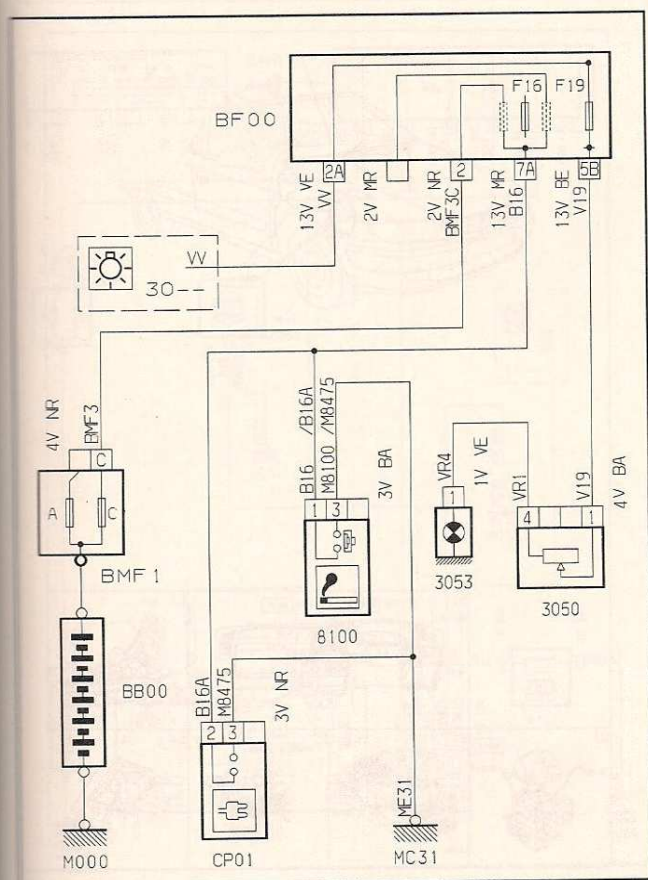 BF00
F16 F19
2A
2
7A
5B
13V VE
VV
2V MR
2V NR
BMF3C
13V MR
B16
13V BE
V19
VV
30--
4V NR
BMF3
C
A
C
BMF1
BB00
M000
B16 /B16A
M8100 /M8475
3V BA
1 3
8100
VR4
1V VE
1
3053
VR1
V19
4V BA
4 1
3050
B16A
M8475
3V NR
2 3
CP01
ME31
MC31